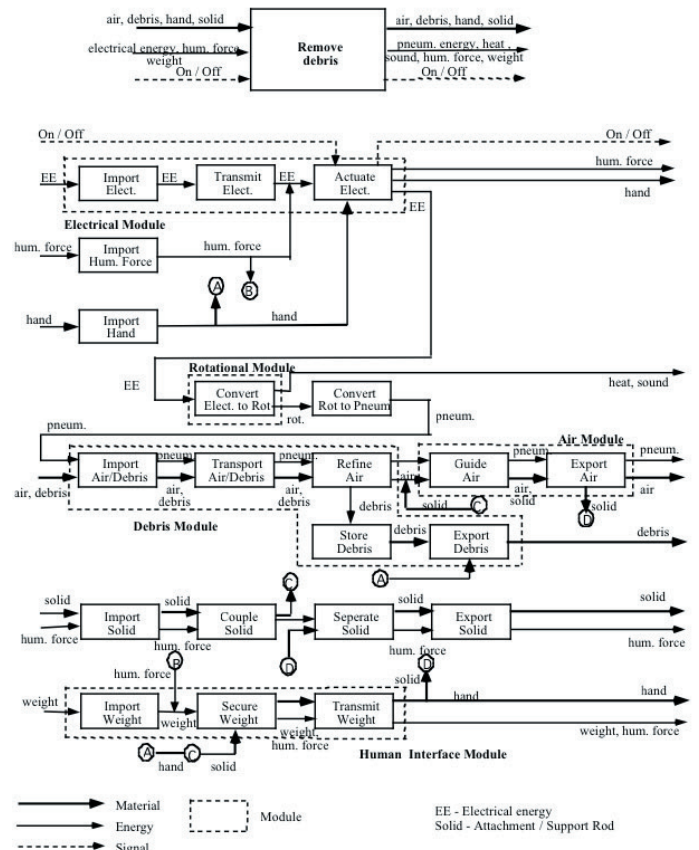 air, debris, hand, solid
air, debris, hand, solid
Remove
debris
electrical energy, hum. force
weight
pneum. energy, heat ,
sound, hum. force, weight
On / Off
On / Off
On / Off
On / Off
EE
Import
Elect.
EE
Transmit
Elect.
EE
Actuate
Elect.
hum. force
hand
EE
Electrical Module
hum. force
Import
Hum. Force
hum. force
A
B
hand
Import
Hand
hand
Rotational Module
EE
Convert
Elect. to Rot
rot.
Convert
Rot to Pneum
heat, sound
pneum.
pneum.
Air Module
air, debris
Import
Air/Debris
pneum.
air,
debris
Transport
Air/Debris
pneum.
air,
debris
Refine
Air
air
solid
C
Guide
Air
pneum.
air,
solid
Export
Air
pneum.
air
solid
D
Debris Module
debris
Store
Debris
debris
Export
Debris
debris
A
C
solid
hum. force
Import
Solid
solid
hum. force
Couple
Solid
D
Seperate
Solid
solid
hum. force
Export
Solid
solid
hum. force
B
hum. force
D
solid
weight
Import
Weight
weight
Secure
Weight
weight,
hum. force
Transmit
Weight
hand
hand
weight, hum. force
A
C
hand
solid
Human Interface Module
Material
Energy
Signal
Module
EE - Electrical energy
Solid - Attachment / Support Rod